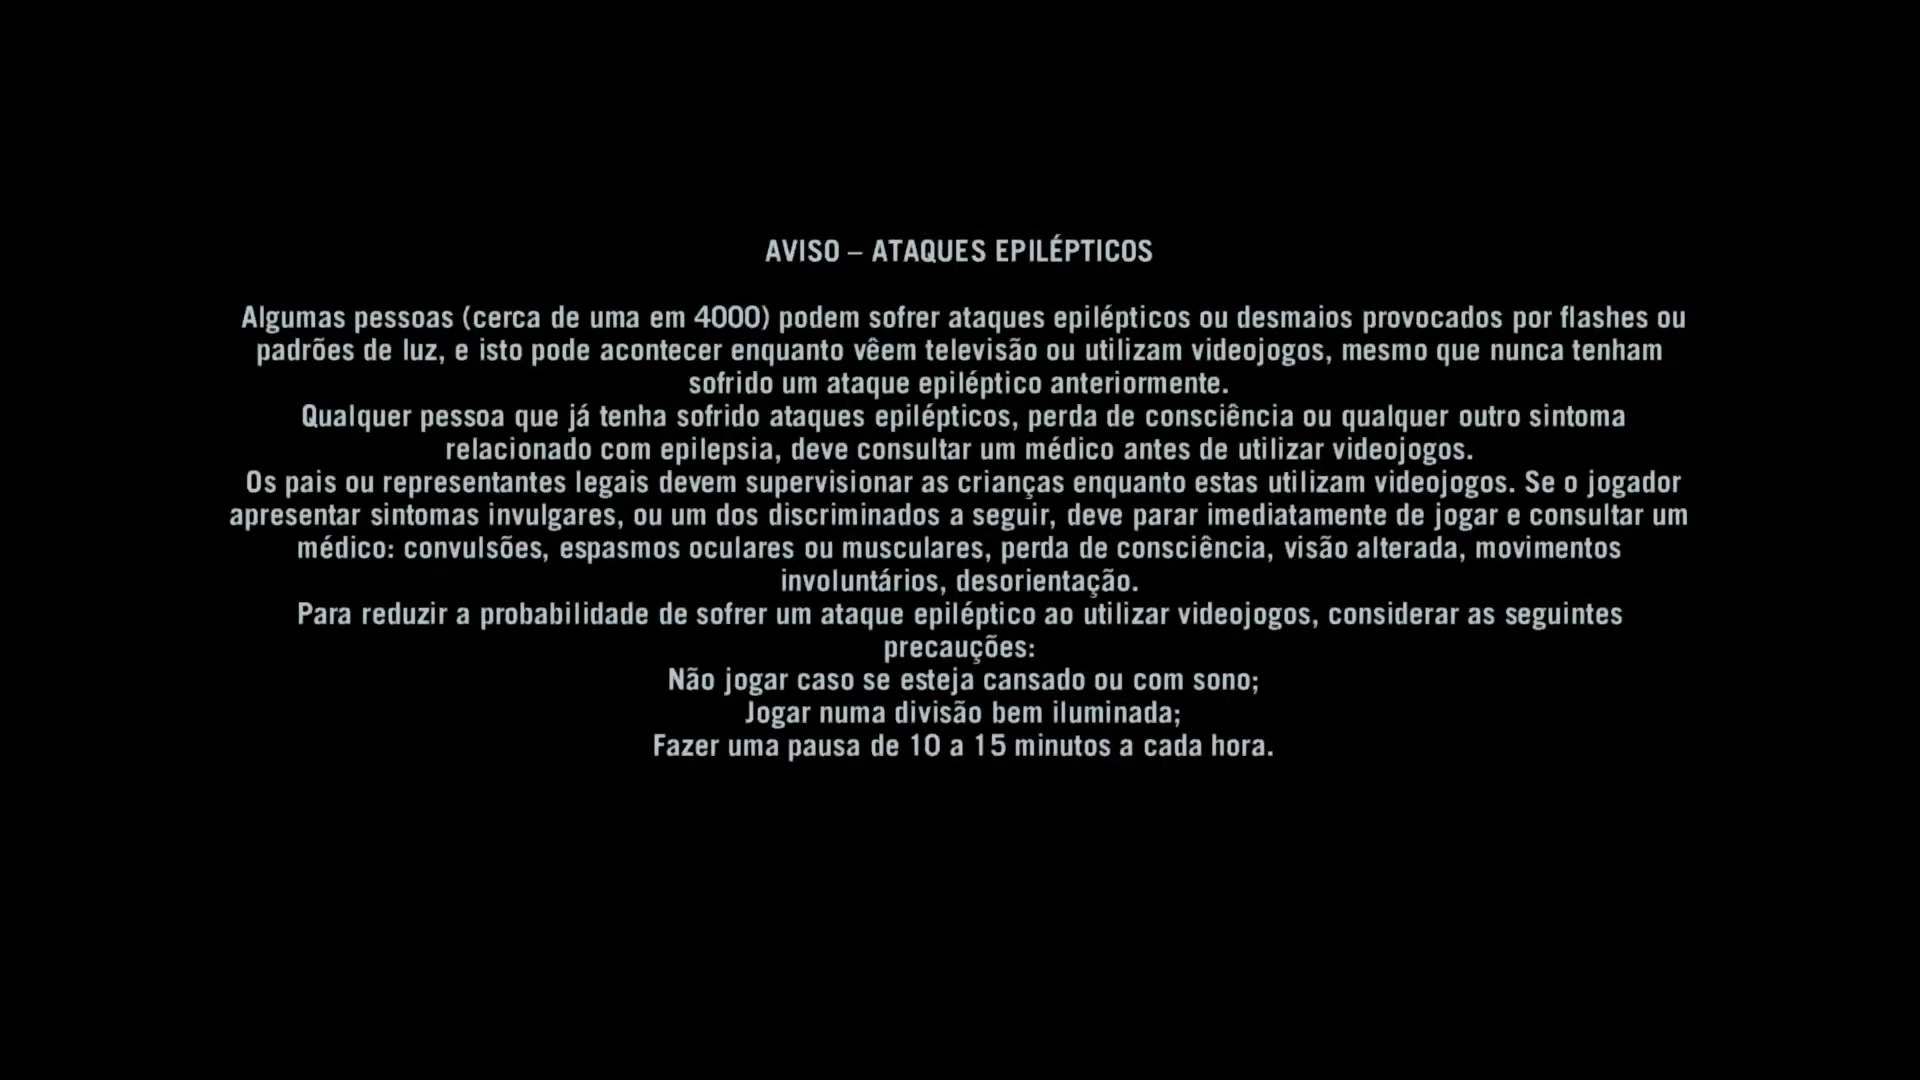 AVISO – ATAQUES EPILÉPTICOS
Algumas pessoas (cerca de uma em 4000) podem sofrer ataques epilépticos ou desmaios provocados por flashes ou
padrões de luz, e isto pode acontecer enquanto vêem televisão ou utilizam videojogos, mesmo que nunca tenham
sofrido um ataque epiléptico anteriormente.
Qualquer pessoa que já tenha sofrido ataques epilépticos, perda de consciência ou qualquer outro sintoma
relacionado com epilepsia, deve consultar um médico antes de utilizar videojogos.
Os pais ou representantes legais devem supervisionar as crianças enquanto estas utilizam videojogos. Se o jogador
apresentar sintomas invulgares, ou um dos discriminados a seguir, deve parar imediatamente de jogar e consultar um
médico: convulsões, espasmos oculares ou musculares, perda de consciência, visão alterada, movimentos
involuntários, desorientação.
Para reduzir a probabilidade de sofrer um ataque epiléptico ao utilizar videojogos, considerar as seguintes
precauções:
Não jogar caso se esteja cansado ou com sono;
Jogar numa divisão bem iluminada;
Fazer uma pausa de 10 a 15 minutos a cada hora.